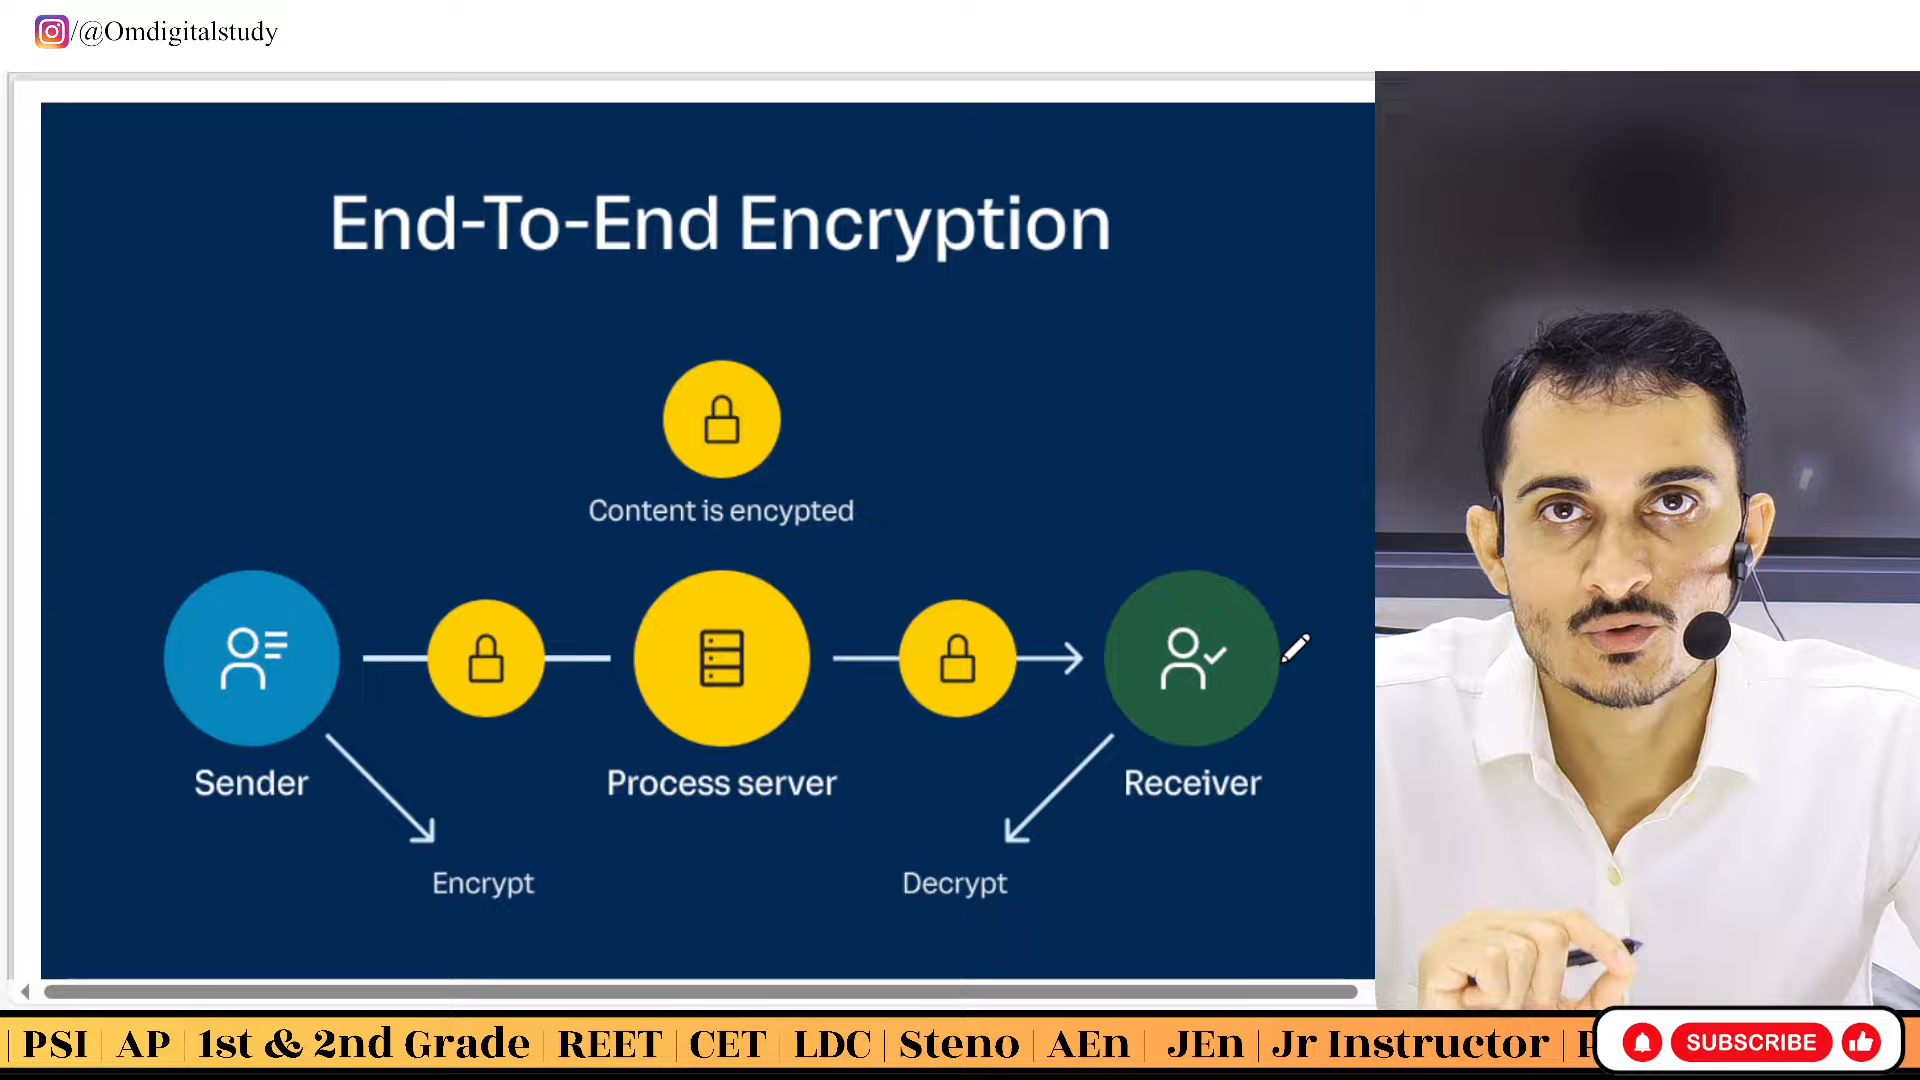 /@Omdigitalstudy
End-To-End Encryption
Content is encypted
Sender
Process server
Receiver
Encrypt
Decrypt
| PSI | AP | 1st & 2nd Grade | REET | CET | LDC | Steno | AEn | JEn | Jr Instructor |
SUBSCRIBE